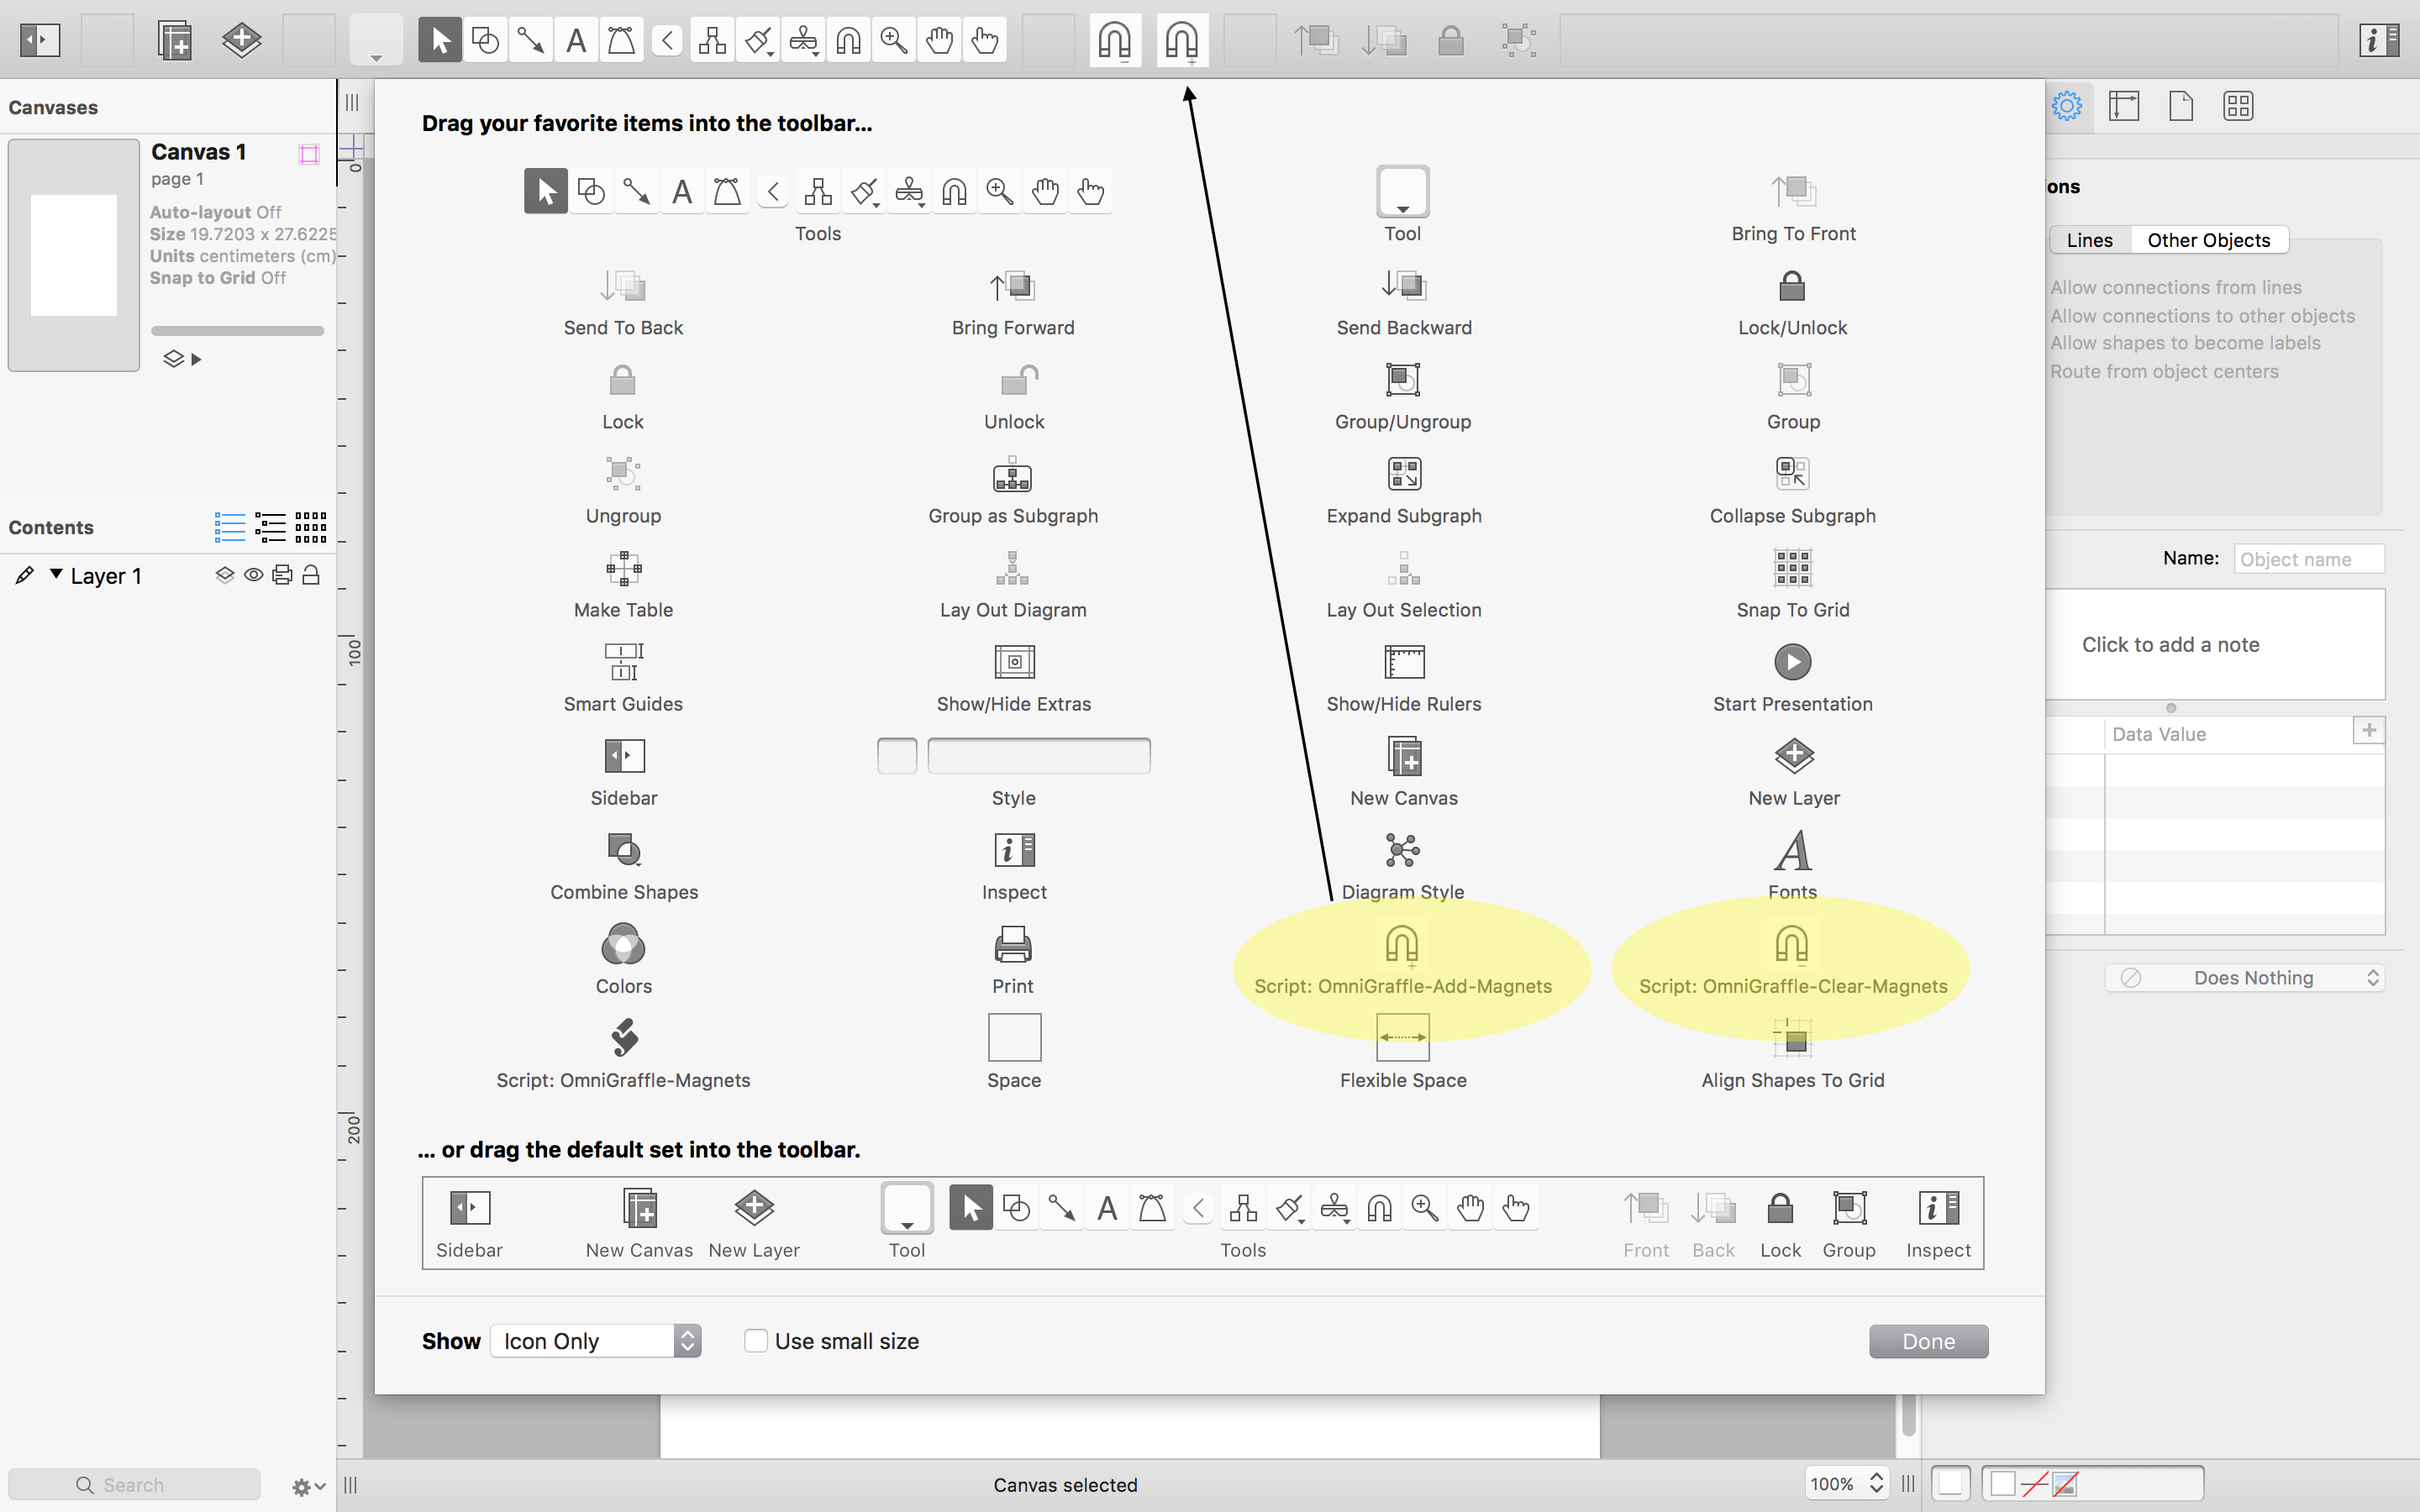 Canvases
Canvas 1
page 1
Auto-layout Off
Size 19.7203 x 27.6225
Units centimeters (cm)
Snap to Grid Off
Contents
Layer 1
Search
0
100
200
Drag your favorite items into the toolbar...
Tools
Tool
Bring To Front
Send To Back
Bring Forward
Send Backward
Lock/Unlock
Lock
Unlock
Group/Ungroup
Group
Ungroup
Group as Subgraph
Expand Subgraph
Collapse Subgraph
Make Table
Lay Out Diagram
Lay Out Selection
Snap To Grid
Smart Guides
Show/Hide Extras
Show/Hide Rulers
Start Presentation
Sidebar
Style
New Canvas
New Layer
Combine Shapes
Inspect
Diagram Style
Fonts
Colors
Print
Script: OmniGraffle-Add-Magnets
Script: OmniGraffle-Clear-Magnets
Script: OmniGraffle-Magnets
Space
Flexible Space
Align Shapes To Grid
... or drag the default set into the toolbar.
Sidebar
New Canvas
New Layer
Tool
Tools
Front
Back
Lock
Group
Inspect
Show
Icon Only
Use small size
Done
Canvas selected
100%
ons
Lines
Other Objects
Allow connections from lines
Allow connections to other objects
Allow shapes to become labels
Route from object centers
Name:
Object name
Click to add a note
Data Value
Does Nothing